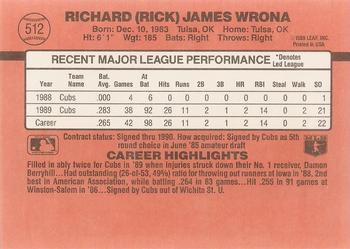 512
RICHARD (RICK) JAMES WRONA
Born: Dec. 10, 1983 Tulsa, OK Home: Tulsa, OK
Ht: 6' 1" Wgt: 185 Bats: Right Throws: Right
©1989 LEAF, INC.
Printed in U.S.A.
RECENT MAJOR LEAGUE PERFORMANCE *Denotes Led League
Year Team Name Bat. Avg. At Bat Hits Runs 2B 3B HR RBI Steal Walk SO
1988 Cubs .000 4 6 0 0 0 0 0 0 0 0 1
1989 Cubs .283 38 92 26 11 2 1 2 14 0 2 21
Career .265 42 98 26 11 2 1 2 14 0 2 22
Contract status: Signed thru 1990. How acquired: Signed as Cubs 5th
round choice in June '85 amateur draft
CAREER HIGHLIGHTS
Filled in ably twice for Cubs in '89 when injuries struck down their No. 1 receiver, Damon
Berryhill... Had outstanding (26-of-53, 49%) ratio for throwing out runners of Iowa in '88, 2nd
best in American Association, while batting .264 in 83 games...Hit .255 in 91 games
at Winston-Salem in '86...Signed by Cubs out of Wichita St. U.